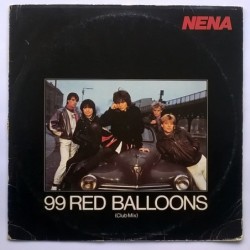 NENA
99 RED BALLOONS
(Club Mix)